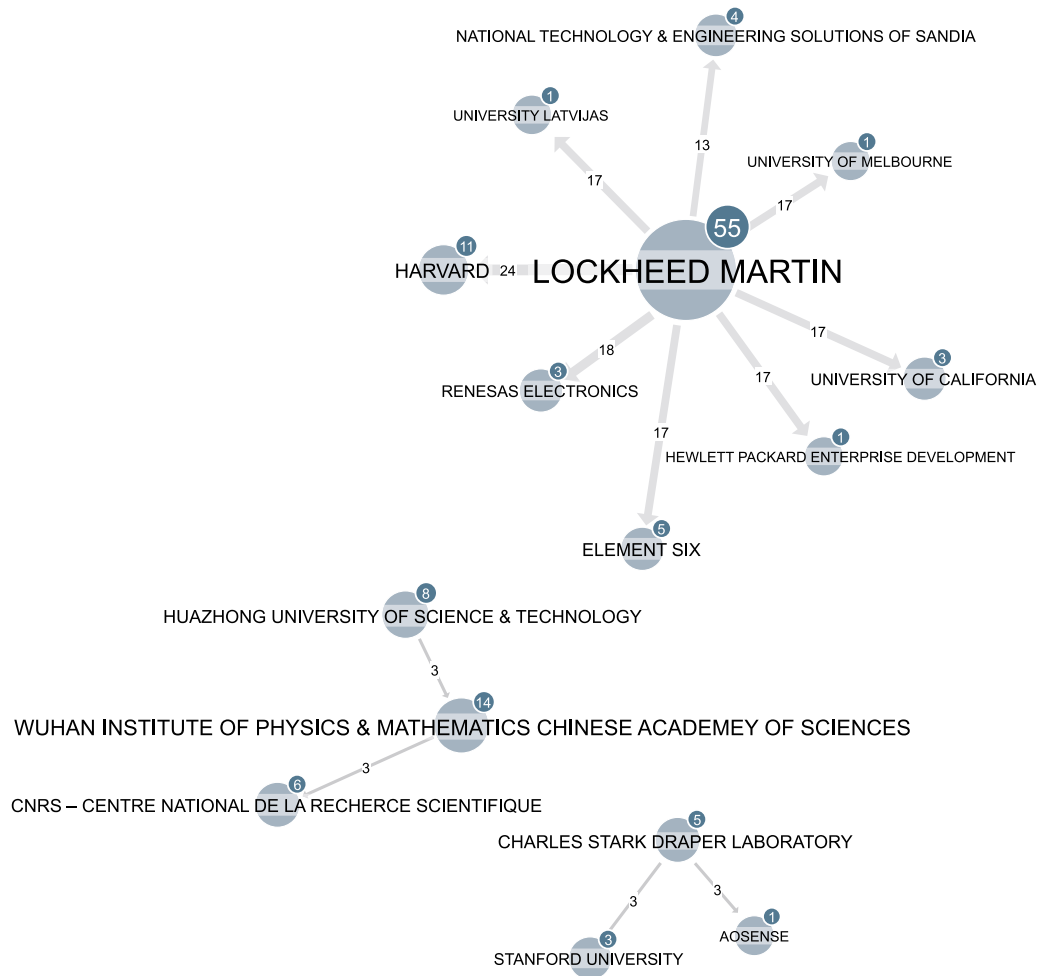 4
NATIONAL TECHNOLOGY & ENGINEERING SOLUTIONS OF SANDIA
1
UNIVERSITY LATVIJAS
13
1
UNIVERSITY OF MELBOURNE
17
17
55
11
HARVARD
24
LOCKHEED MARTIN
17
18
3
RENESAS ELECTRONICS
3
UNIVERSITY OF CALIFORNIA
17
17
1
HEWLETT PACKARD ENTERPRISE DEVELOPMENT
5
ELEMENT SIX
8
HUAZHONG UNIVERSITY OF SCIENCE & TECHNOLOGY
3
14
WUHAN INSTITUTE OF PHYSICS & MATHEMATICS CHINESE ACADEMEY OF SCIENCES
3
6
CNRS – CENTRE NATIONAL DE LA RECHERCE SCIENTIFIQUE
5
CHARLES STARK DRAPER LABORATORY
3
3
1
AOSENSE
3
STANFORD UNIVERSITY